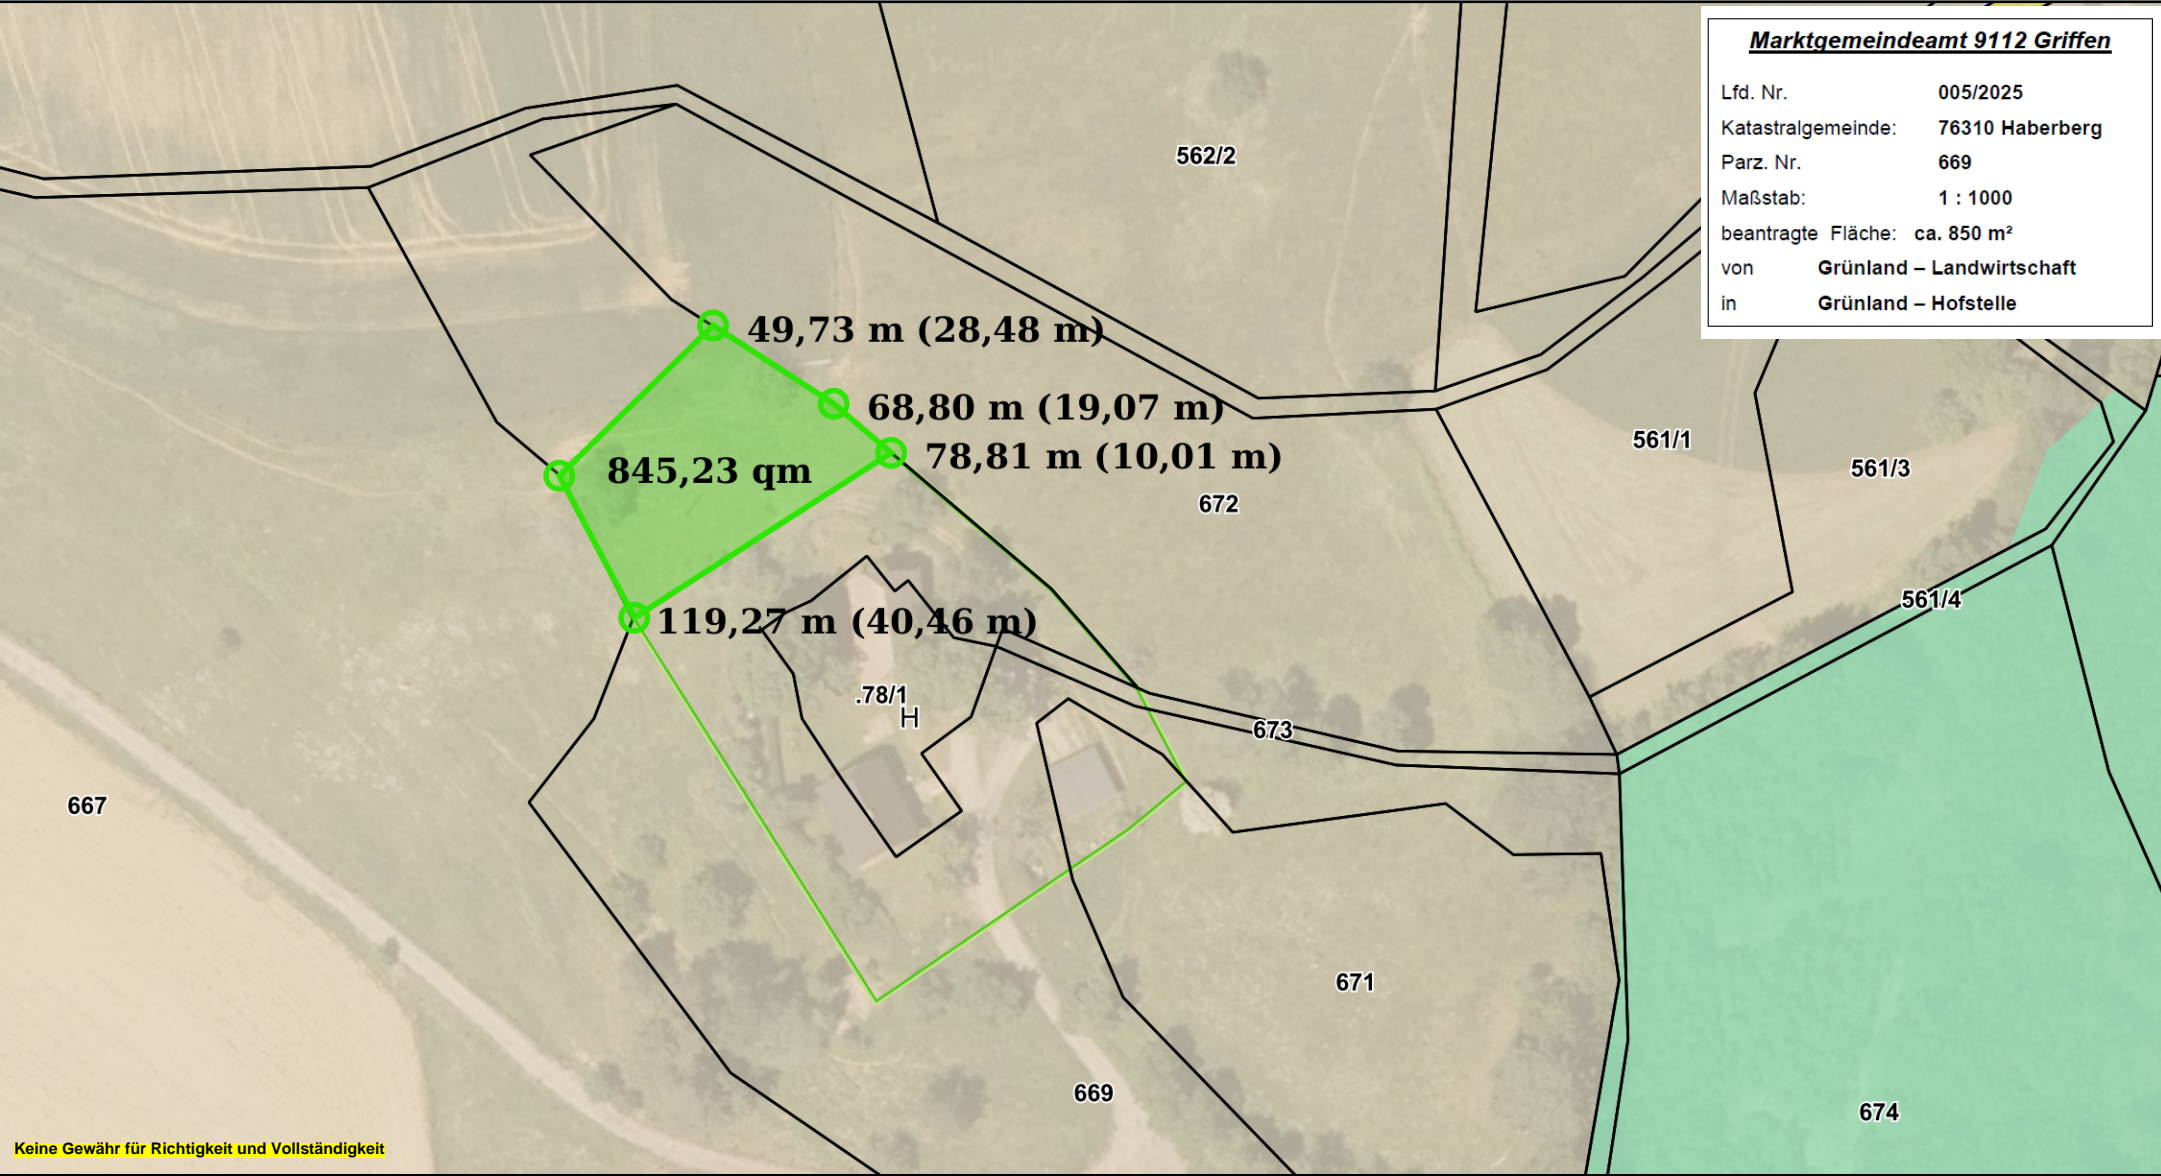 Marktgemeindeamt 9112 Griffen
Lfd. Nr. 005/2025
Katastralgemeinde: 76310 Haberberg
Parz. Nr. 669
Maßstab: 1 : 1000
beantragte Fläche: ca. 850 m²
von Grünland – Landwirtschaft
in Grünland – Hofstelle
562/2
49,73 m (28,48 m)
68,80 m (19,07 m)
561/1
78,81 m (10,01 m)
561/3
845,23 qm
672
561/4
119,27 m (40,46 m)
.78/1
H
673
667
671
669
674
Keine Gewähr für Richtigkeit und Vollständigkeit